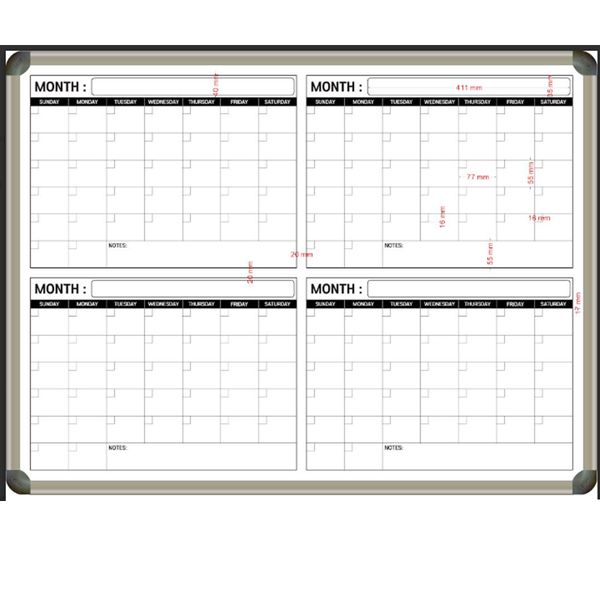 MONTH :
40 mm
SUNDAY MONDAY TUESDAY WEDNESDAY THURSDAY FRIDAY SATURDAY
NOTES:
MONTH :
411 mm
35 mm
SUNDAY MONDAY TUESDAY WEDNESDAY THURSDAY FRIDAY SATURDAY
77 mm
55 mm
16 mm
16 mm
NOTES:
55 mm
20 mm
20 mm
17 mm
MONTH :
SUNDAY MONDAY TUESDAY WEDNESDAY THURSDAY FRIDAY SATURDAY
NOTES:
MONTH :
SUNDAY MONDAY TUESDAY WEDNESDAY THURSDAY FRIDAY SATURDAY
NOTES: